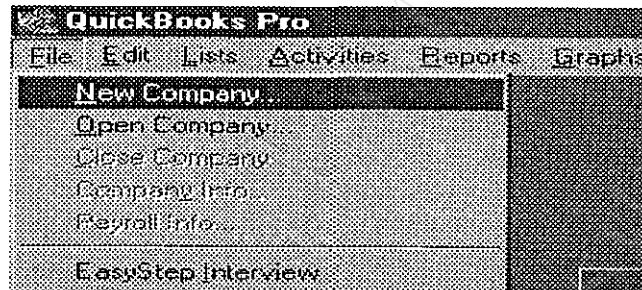 QuickBooks Pro
File Edit Lists Activities Reports Graphs
New Company...
Open Company...
Close Company
Company Info...
Payroll Info...
EasyStep Interview